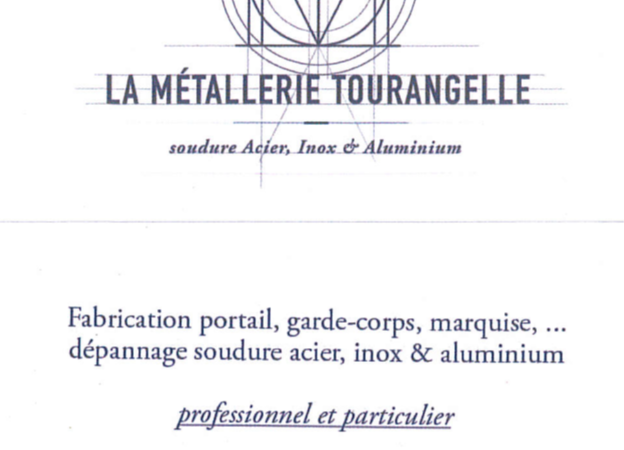 LA MÉTALLERIE TOURANGELLE
soudure Acier, Inox & Aluminium
Fabrication portail, garde-corps, marquise, ...
dépannage soudure acier, inox & aluminium
professionnel et particulier